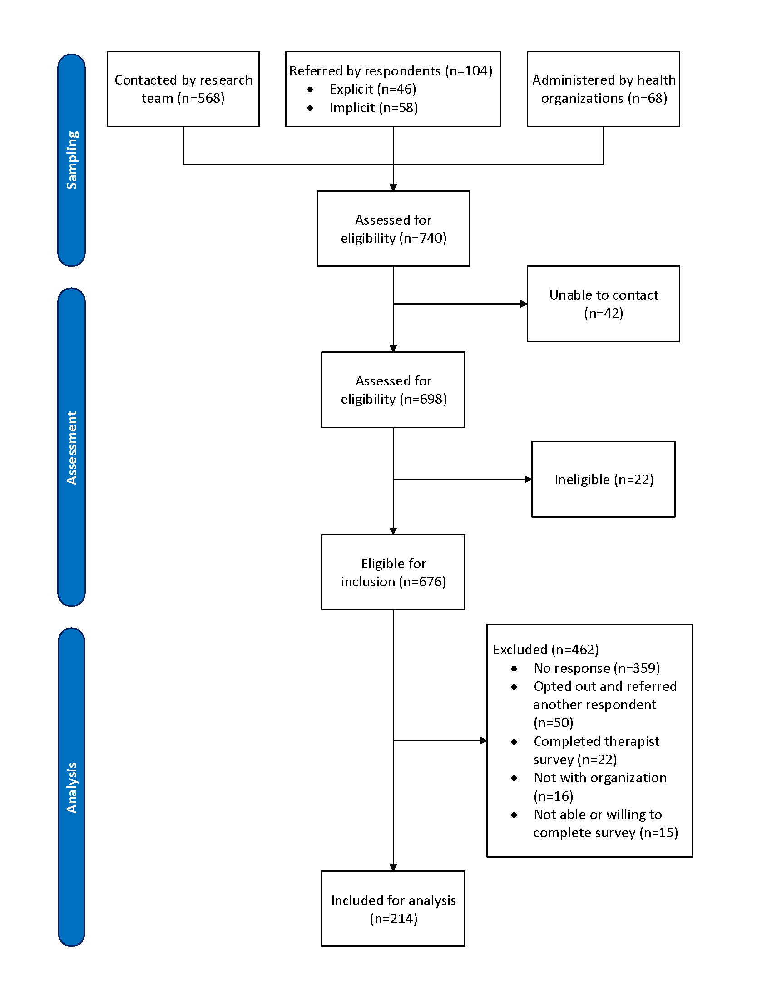 Sampling
Contacted by research
team (n=568)
Referred by respondents (n=104)
• Explicit (n=46)
• Implicit (n=58)
Administered by health
organizations (n=68)
Assessed for
eligibility (n=740)
Assessment
Unable to contact
(n=42)
Assessed for
eligibility (n=698)
Ineligible (n=22)
Eligible for
inclusion (n=676)
Analysis
Excluded (n=462)
• No response (n=359)
• Opted out and referred
another respondent
(n=50)
• Completed therapist
survey (n=22)
• Not with organization
(n=16)
• Not able or willing to
complete survey (n=15)
Included for analysis
(n=214)